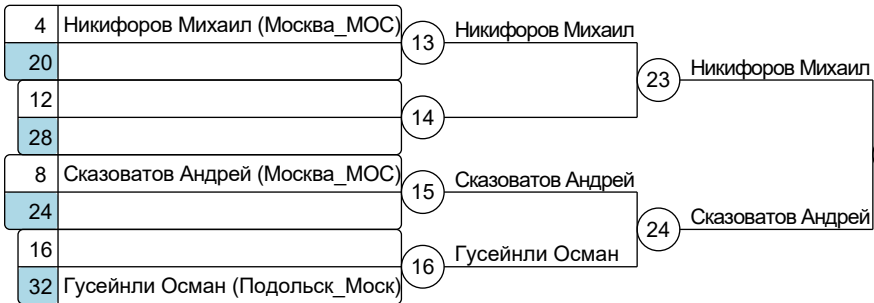 4 Никифоров Михаил (Москва_МОС)
20
13 Никифоров Михаил
12
28
14
23 Никифоров Михаил
8 Сказоватов Андрей (Москва_МОС)
24
15 Сказоватов Андрей
16
32 Гусейнли Осман (Подольск_Моск)
16 Гусейнли Осман
24 Сказоватов Андрей